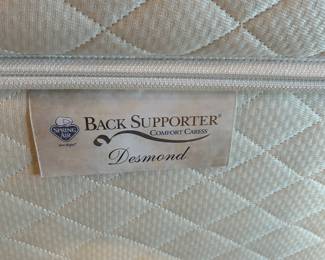 SPRING AIR
BACK SUPPORTER®
COMFORT CARESS
Desmond